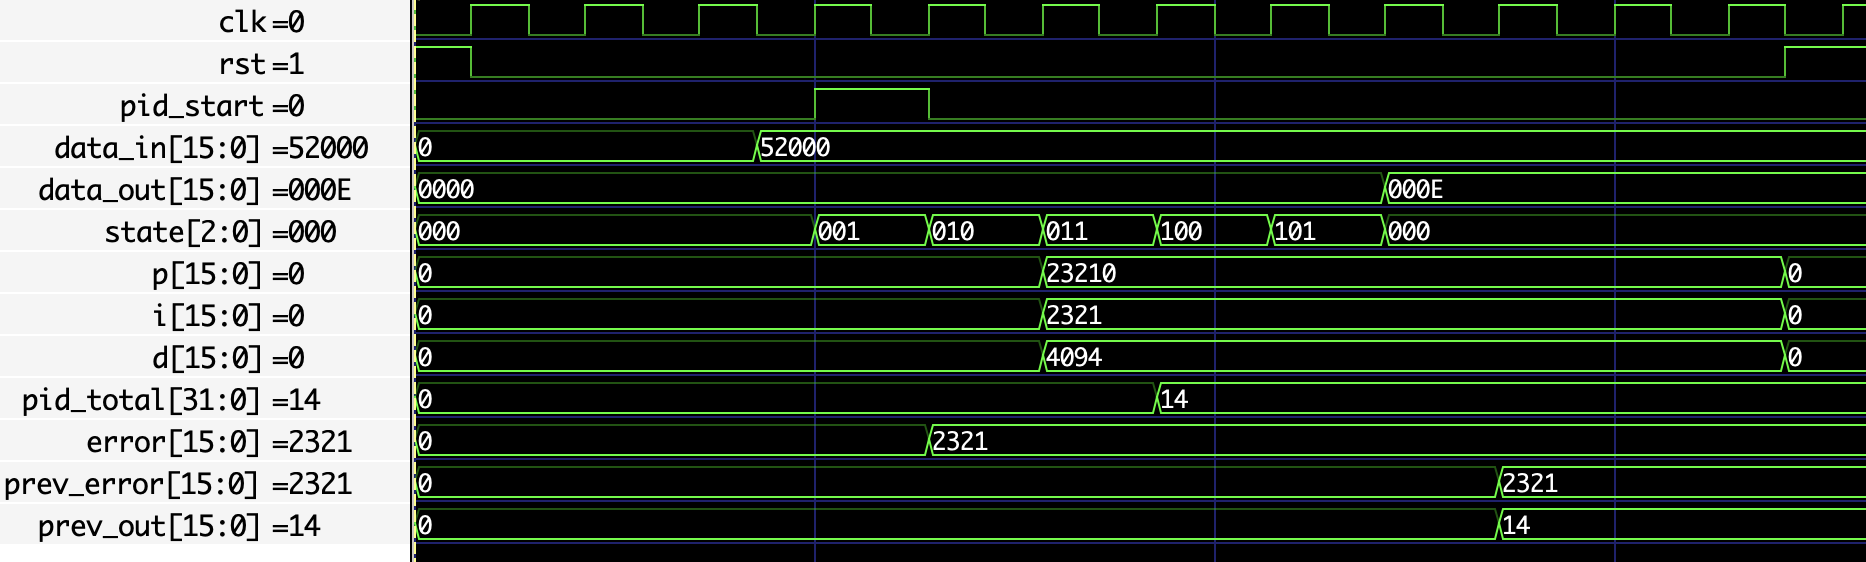 clk =0
rst =1
pid_start =0
data_in[15:0] =52000 0 52000
data_out[15:0] =000E 0000 000E
state[2:0] =000 000 001 010 011 100 101 000
p[15:0] =0 0 23210 0
i[15:0] =0 0 2321 0
d[15:0] =0 0 4094 0
pid_total[31:0] =14 0 14
error[15:0] =2321 0 2321
prev_error[15:0] =2321 0 2321
prev_out[15:0] =14 0 14